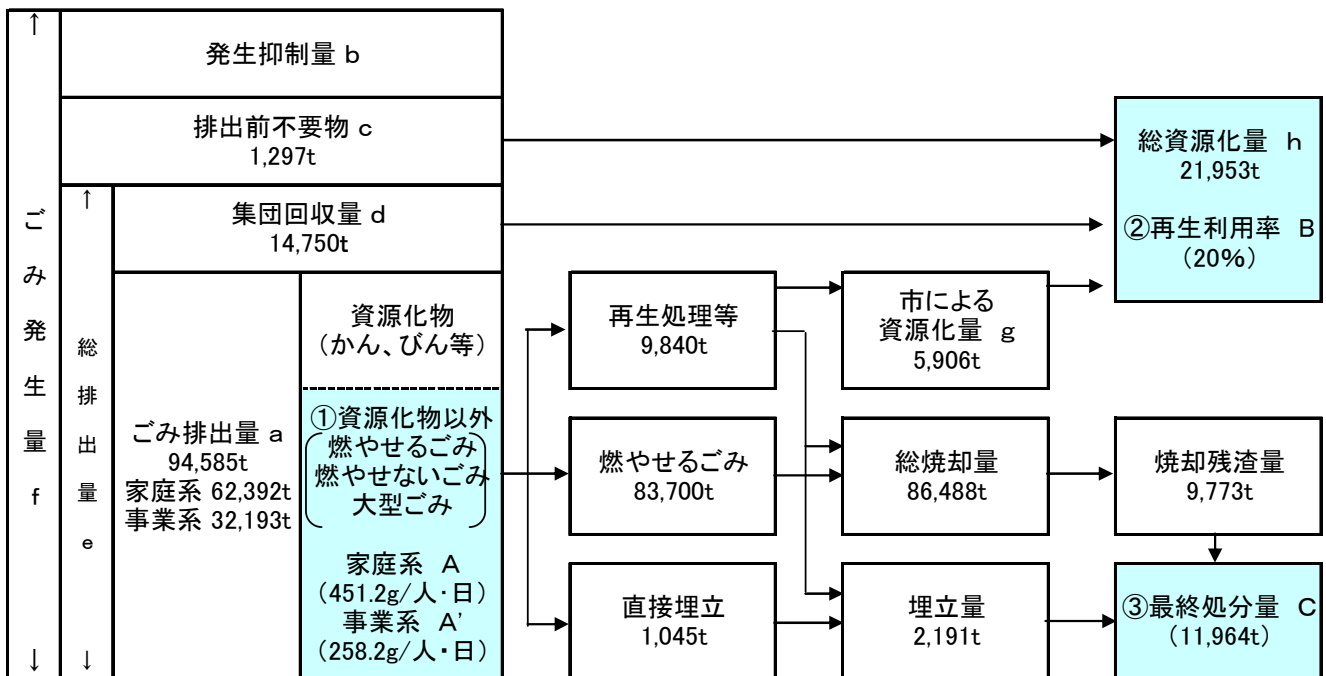 ↑
ごみ発生量 f
↓
↑
総排出量 e
↓
発生抑制量 b
排出前不要物 c
1,297t
集団回収量 d
14,750t
ごみ排出量 a
94,585t
家庭系 62,392t
事業系 32,193t
資源化物
(かん、びん等)
①資源化物以外
燃やせるごみ
燃やせないごみ
大型ごみ
家庭系 A
(451.2g/人・日)
事業系 A'
(258.2g/人・日)
再生処理等
9,840t
燃やせるごみ
83,700t
直接埋立
1,045t
市による
資源化量 g
5,906t
総焼却量
86,488t
埋立量
2,191t
総資源化量 h
21,953t
②再生利用率 B
(20%)
焼却残渣量
9,773t
③最終処分量 C
(11,964t)